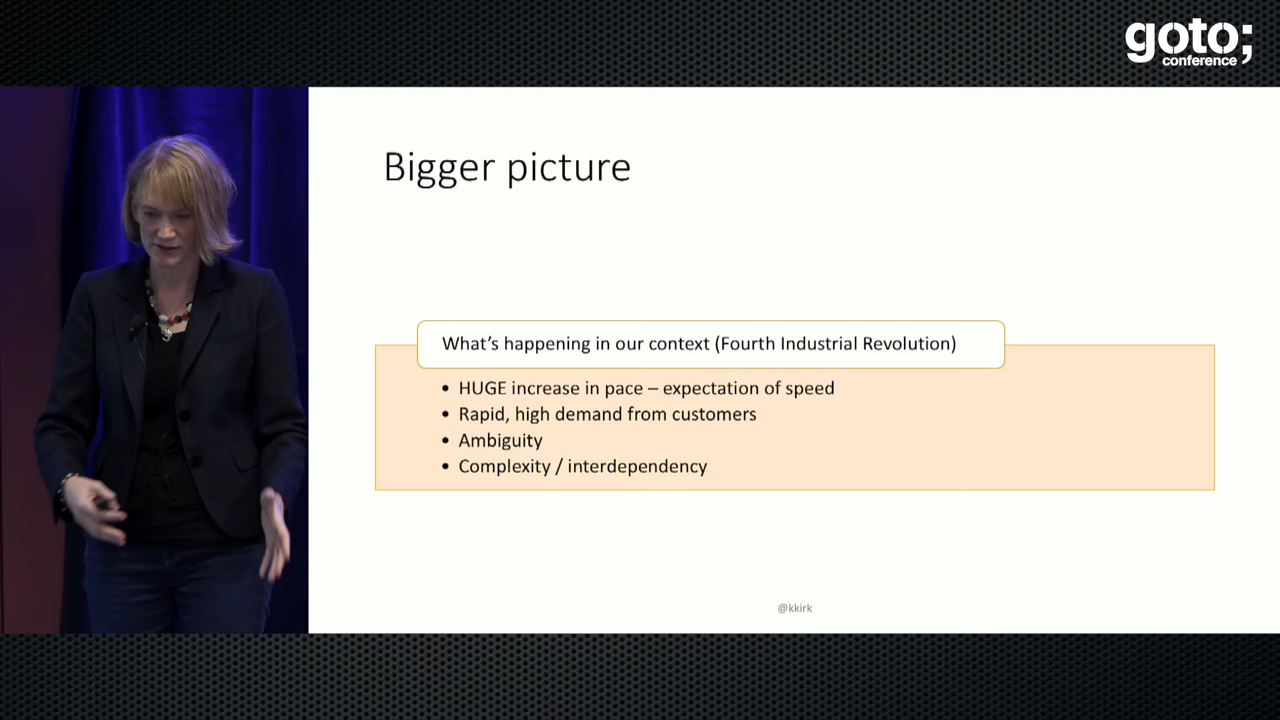 goto;
conference
Bigger picture
What's happening in our context (Fourth Industrial Revolution)
• HUGE increase in pace – expectation of speed
• Rapid, high demand from customers
• Ambiguity
• Complexity / interdependency
@kkirk